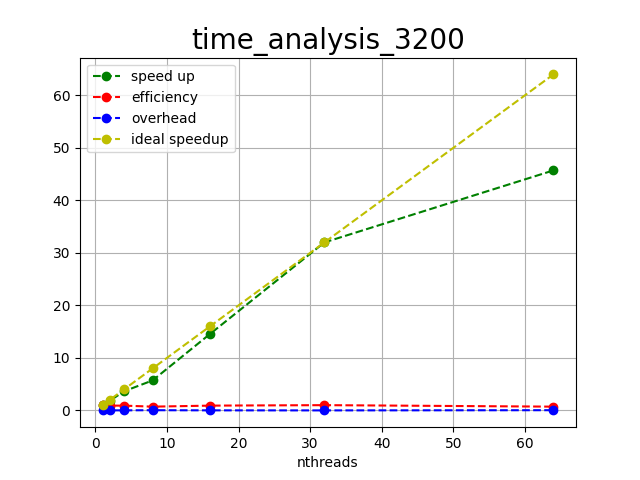 time_analysis_3200
speed up
efficiency
overhead
ideal speedup
60
50
40
30
20
10
0
0 10 20 30 40 50 60
nthreads